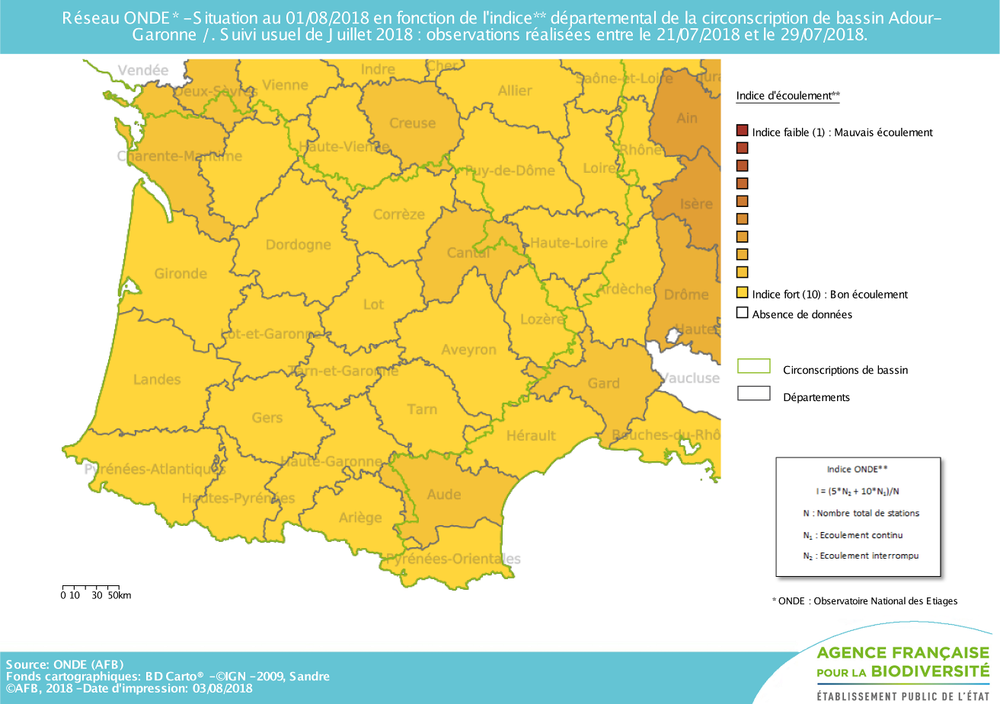 Réseau ONDE* -Situation au 01/08/2018 en fonction de l'indice** départemental de la circonscription de bassin Adour-
Garonne /. Suivi usuel de Juillet 2018 : observations réalisées entre le 21/07/2018 et le 29/07/2018.
Vendée
Deux-Sèvres
Vienne
Indre
Cher
Allier
Saône-et-Loire
Jura
Ain
Creuse
Haute-Vienne
Charente-Maritime
Puy-de-Dôme
Loire
Rhône
Isère
Corrèze
Dordogne
Cantal
Haute-Loire
Gironde
Ardèche
Drôme
Lot
Lozère
Hautes
Lot-et-Garonne
Aveyron
Tarn-et-Garonne
Landes
Gard
Vaucluse
Gers
Tarn
Hérault
Bouches-du-Rhô
Haute-Garonne
Pyrénées-Atlantiques
Hautes-Pyrénées
Aude
Ariège
Pyrénées-Orientales
0 10 30 50km
Indice d'écoulement**
Indice faible (1) : Mauvais écoulement
Indice fort (10) : Bon écoulement
Absence de données
Circonscriptions de bassin
Départements
Indice ONDE**
I = (5*N₂ + 10*N₁)/N
N : Nombre total de stations
N₁ : Ecoulement continu
N₂ : Ecoulement interrompu
* ONDE : Observatoire National des Etiages
Source: ONDE (AFB)
Fonds cartographiques: BD Carto® -©IGN -2009, Sandre
©AFB, 2018 -Date d'impression: 03/08/2018
AGENCE FRANÇAISE
POUR LA BIODIVERSITÉ
ÉTABLISSEMENT PUBLIC DE L'ÉTAT